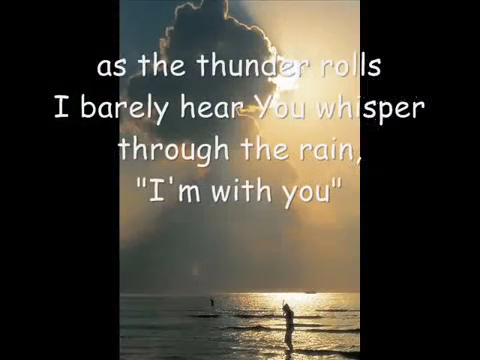 as the thunder rolls
I barely hear You whisper
through the rain,
"I'm with you"